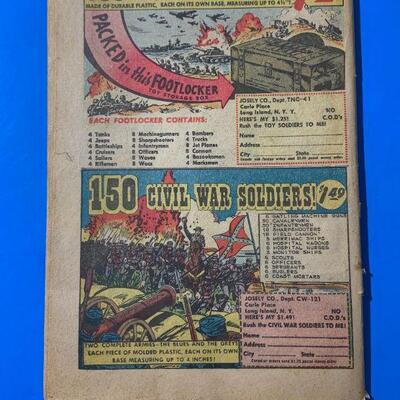 MADE OF DURABLE PLASTIC, EACH ON ITS OWN BASE, MEASURING UP TO 4½".
PACKED in this FOOTLOCKER
TOY STORAGE BOX
EACH FOOTLOCKER CONTAINS:
4 Tanks
4 Jeeps
4 Battleships
4 Cruisers
4 Sailors
4 Riflemen
8 Machinegunners
8 Sharpshooters
4 Infantrymen
8 Officers
8 Waves
8 Wacs
4 Bombers
4 Trucks
8 Jet Planes
8 Cannon
4 Bazookamen
4 Marksmen
JOSELY CO., Dept. TNC-41
Carle Place
Long Island, N. Y. NO
HERE'S MY $1.25! C.O.D's
Rush the TOY SOLDIERS TO ME!
Name
Address
City State
150 CIVIL WAR SOLDIERS! $1.49
GATLING MACHINE GUNS
CAVALRYMEN
INFANTRYMEN
10 SHARPSHOOTERS
FIELD CANNON
MERRIMAC SHIPS
HOSPITAL WAGONS
HOSPITAL NURSES
MONITOR SHIPS
SCOUTS
OFFICERS
SERGEANTS
BUGLERS
COAST MORTARS
JOSELY CO., Dept. CW-121
Carle Place
Long Island, N. Y. NO
HERE'S MY $1.49! C.O.D.'s
Rush the CIVIL WAR SOLDIERS TO ME!
Name
Address
City State
TWO COMPLETE ARMIES—THE BLUES AND THE GREYS
EACH PIECE OF MOLDED PLASTIC, EACH ON ITS OWN
BASE MEASURING UP TO 4 INCHES!